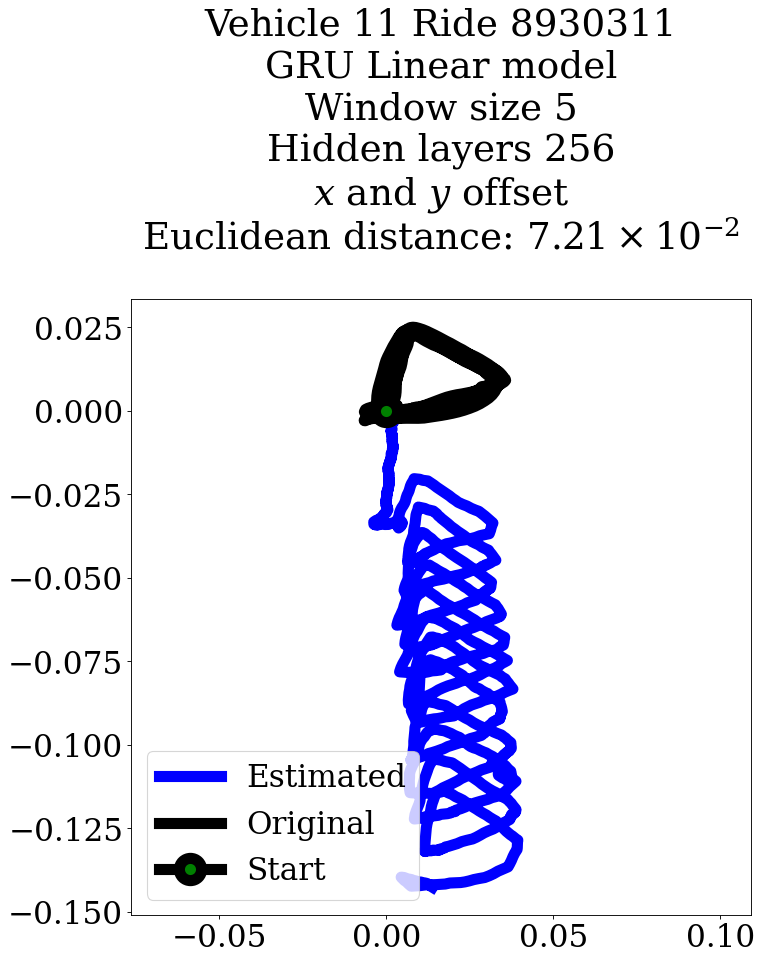 Vehicle 11 Ride 8930311
GRU Linear model
Window size 5
Hidden layers 256
x and y offset
Euclidean distance: 7.21 × 10⁻²
0.025
0.000
−0.025
−0.050
−0.075
−0.100
−0.125
−0.150
Estimated
Original
Start
−0.05 0.00 0.05 0.10